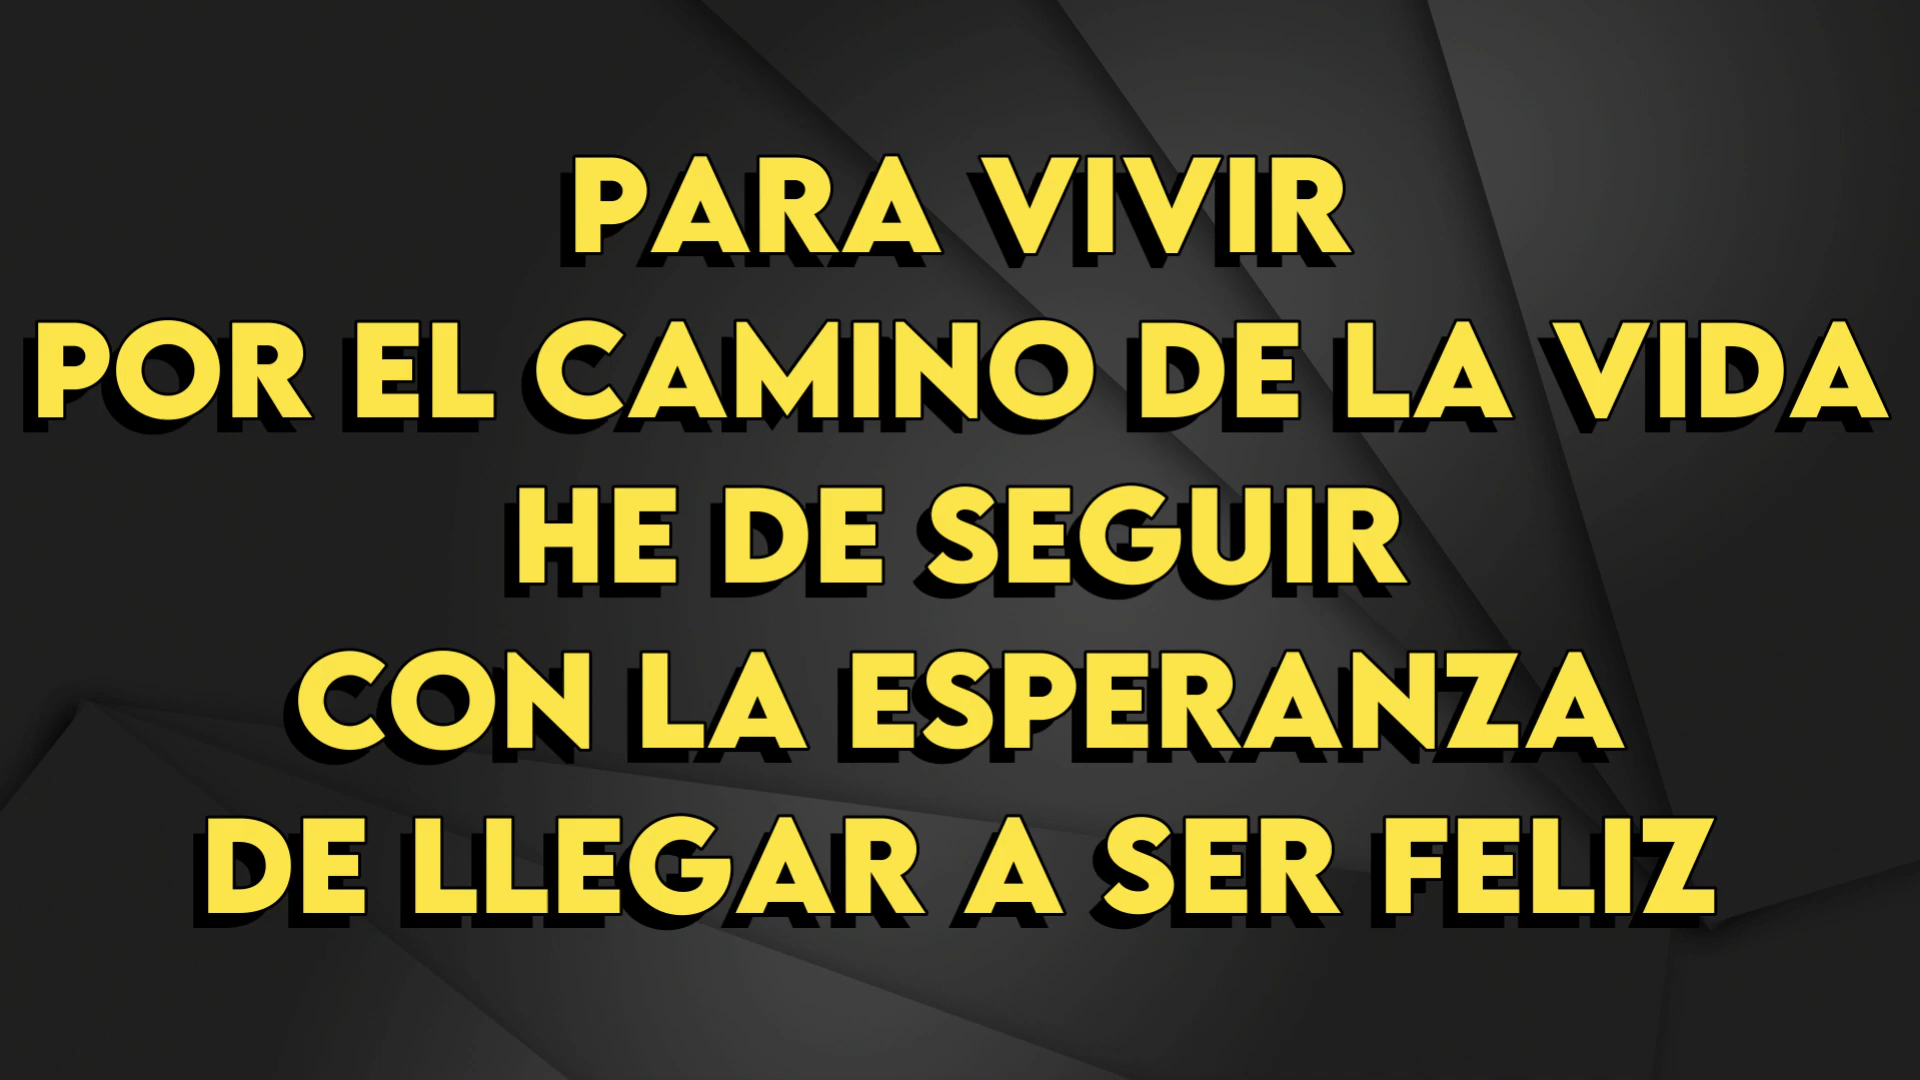 PARA VIVIR
POR EL CAMINO DE LA VIDA
HE DE SEGUIR
CON LA ESPERANZA
DE LLEGAR A SER FELIZ